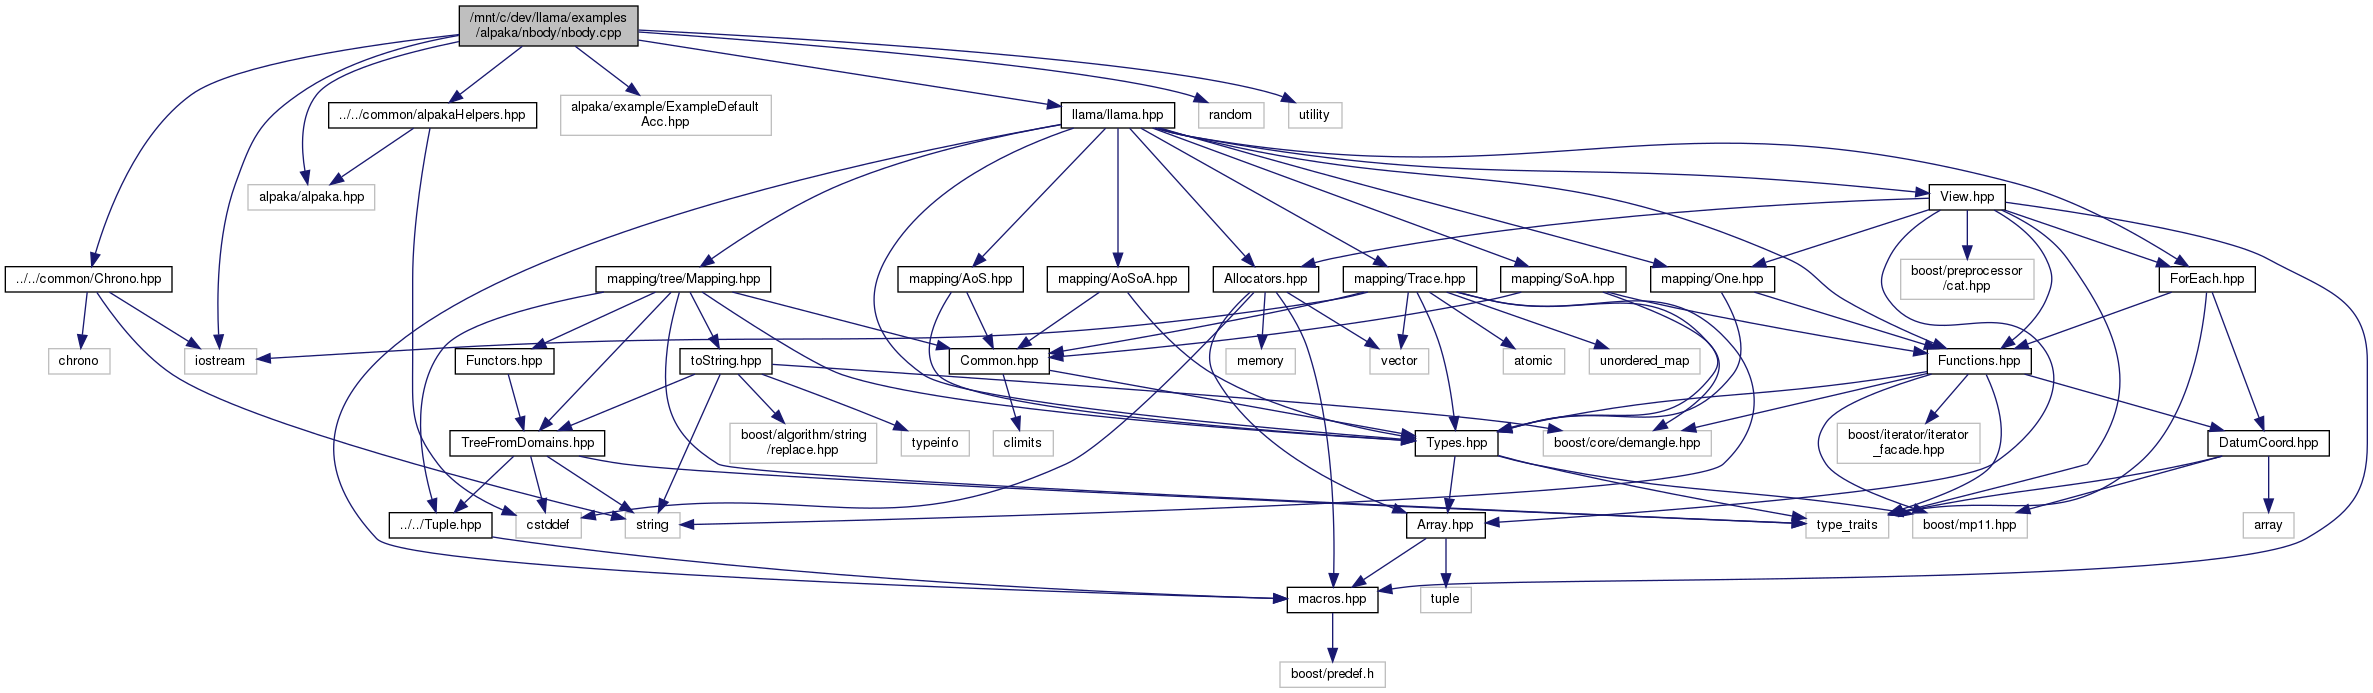 /mnt/c/dev/llama/examples
/alpaka/nbody/nbody.cpp
../../common/alpakaHelpers.hpp
alpaka/example/ExampleDefault
Acc.hpp
llama/llama.hpp
random
utility
alpaka/alpaka.hpp
View.hpp
../../common/Chrono.hpp
mapping/tree/Mapping.hpp
mapping/AoS.hpp
mapping/AoSoA.hpp
Allocators.hpp
mapping/Trace.hpp
mapping/SoA.hpp
mapping/One.hpp
boost/preprocessor
/cat.hpp
ForEach.hpp
chrono
iostream
Functors.hpp
toString.hpp
Common.hpp
memory
vector
atomic
unordered_map
Functions.hpp
TreeFromDomains.hpp
boost/algorithm/string
/replace.hpp
typeinfo
climits
boost/core/demangle.hpp
Types.hpp
boost/iterator/iterator
_facade.hpp
DatumCoord.hpp
../../Tuple.hpp
cstddef
string
Array.hpp
type_traits
boost/mp11.hpp
array
macros.hpp
tuple
boost/predef.h